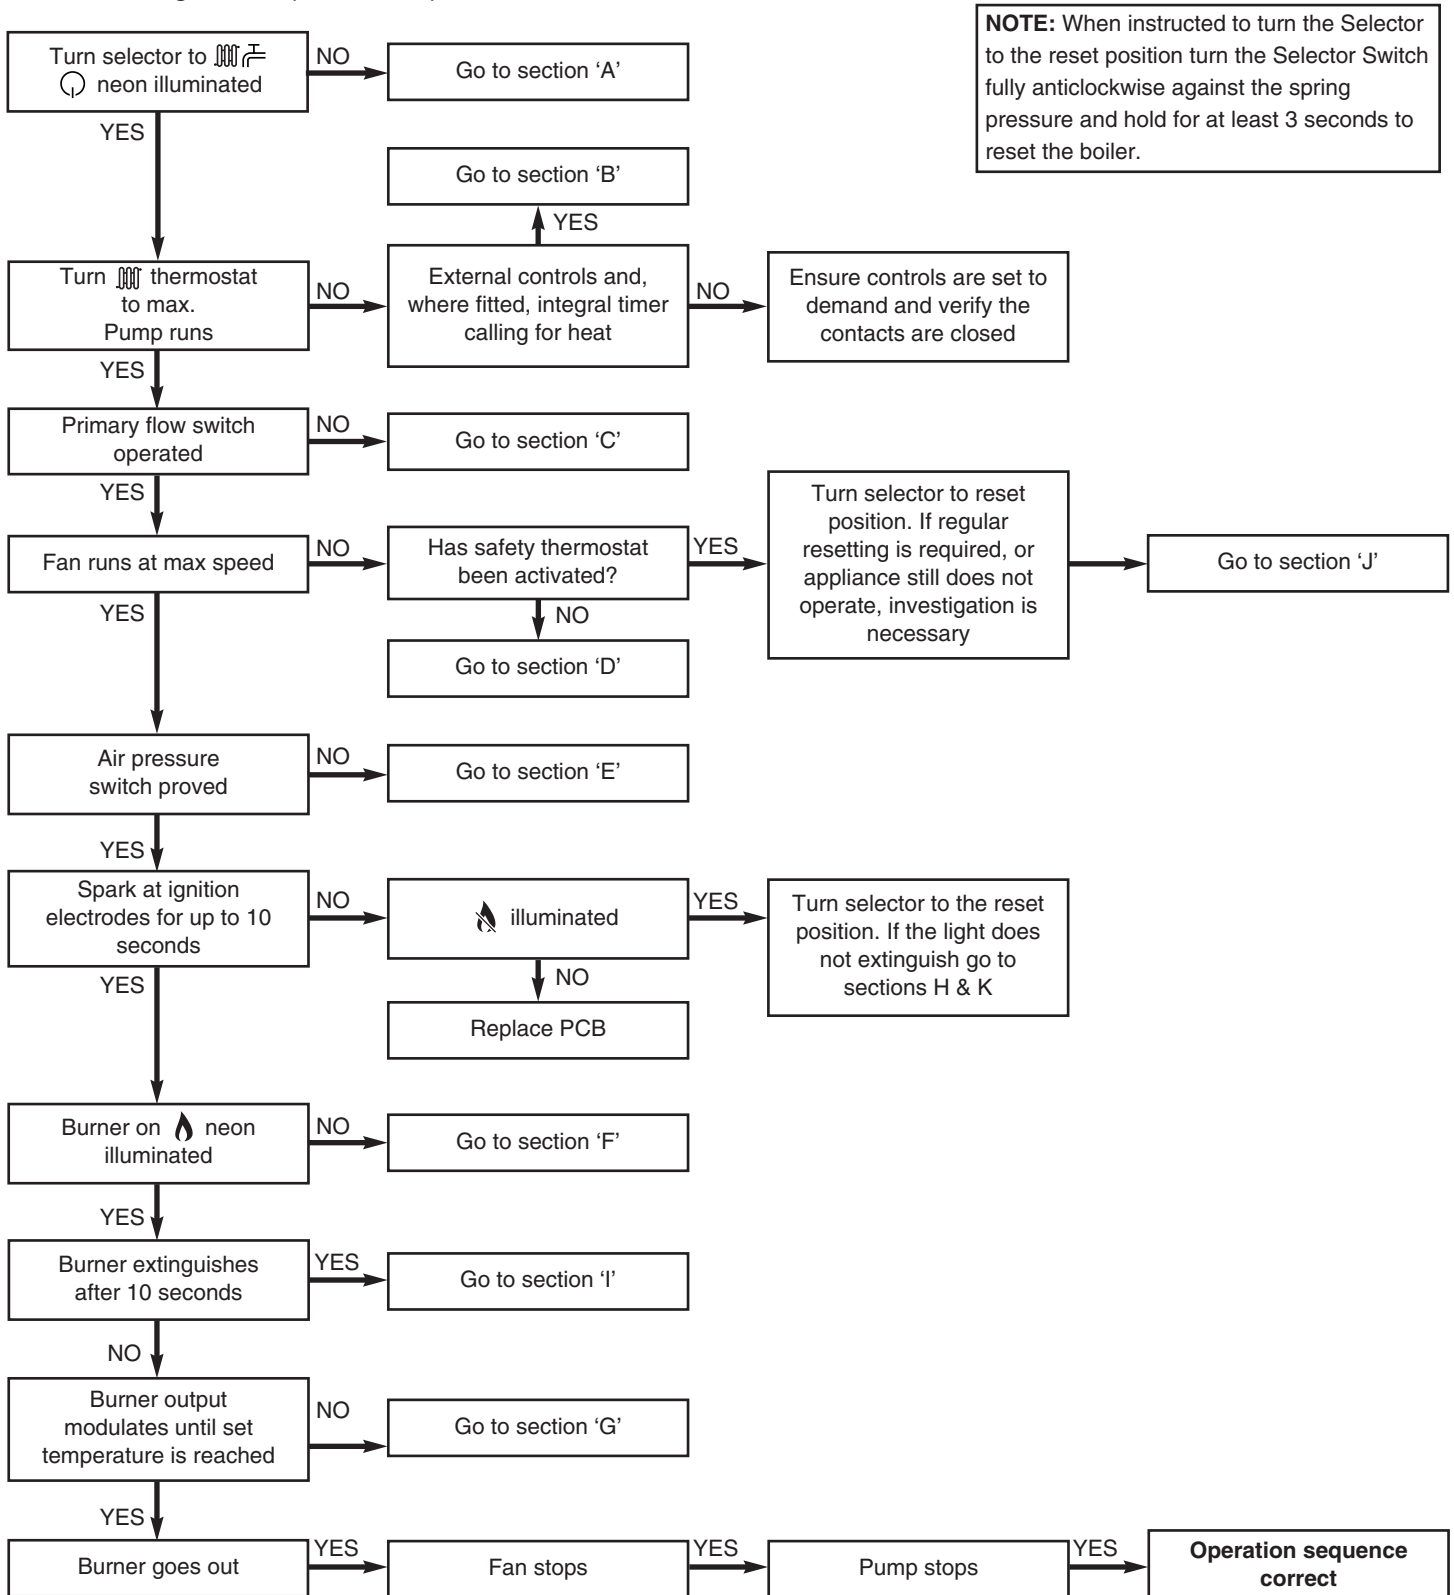 NOTE: When instructed to turn the Selector
to the reset position turn the Selector Switch
fully anticlockwise against the spring
pressure and hold for at least 3 seconds to
reset the boiler.
Turn selector to
neon illuminated
NO
Go to section ‘A’
YES
Go to section ‘B’
YES
Turn thermostat
to max.
Pump runs
NO
External controls and,
where fitted, integral timer
calling for heat
NO
Ensure controls are set to
demand and verify the
contacts are closed
YES
Primary flow switch
operated
NO
Go to section ‘C’
YES
Fan runs at max speed
NO
Has safety thermostat
been activated?
YES
Turn selector to reset
position. If regular
resetting is required, or
appliance still does not
operate, investigation is
necessary
Go to section ‘J’
NO
Go to section ‘D’
YES
Air pressure
switch proved
NO
Go to section ‘E’
YES
Spark at ignition
electrodes for up to 10
seconds
NO
illuminated
YES
Turn selector to the reset
position. If the light does
not extinguish go to
sections H & K
NO
Replace PCB
YES
Burner on neon
illuminated
NO
Go to section ‘F’
YES
Burner extinguishes
after 10 seconds
YES
Go to section ‘I’
NO
Burner output
modulates until set
temperature is reached
NO
Go to section ‘G’
YES
Burner goes out
YES
Fan stops
YES
Pump stops
YES
Operation sequence
correct